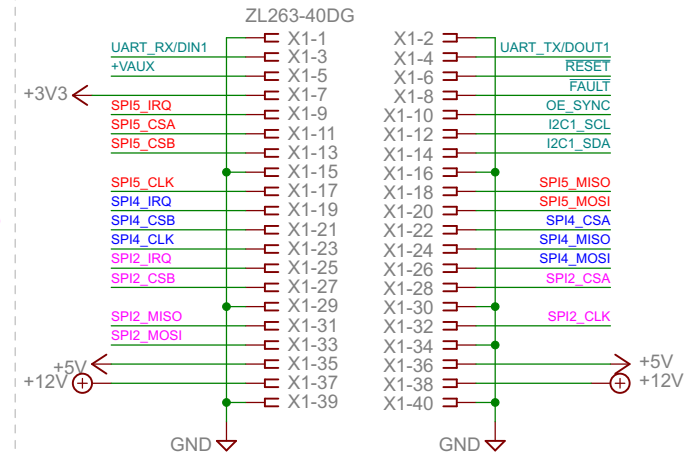 ZL263-40DG
X1-1 X1-2
UART_RX/DIN1 X1-3 X1-4 UART_TX/DOUT1
+VAUX X1-5 X1-6 RESET
+3V3 X1-7 X1-8 FAULT
SPI5_IRQ X1-9 X1-10 OE_SYNC
SPI5_CSA X1-11 X1-12 I2C1_SCL
SPI5_CSB X1-13 X1-14 I2C1_SDA
X1-15 X1-16
SPI5_CLK X1-17 X1-18 SPI5_MISO
SPI4_IRQ X1-19 X1-20 SPI5_MOSI
SPI4_CSB X1-21 X1-22 SPI4_CSA
SPI4_CLK X1-23 X1-24 SPI4_MISO
SPI2_IRQ X1-25 X1-26 SPI4_MOSI
SPI2_CSB X1-27 X1-28 SPI2_CSA
X1-29 X1-30
SPI2_MISO X1-31 X1-32 SPI2_CLK
SPI2_MOSI X1-33 X1-34
+5V X1-35 X1-36 +5V
+12V X1-37 X1-38 +12V
X1-39 X1-40
GND GND